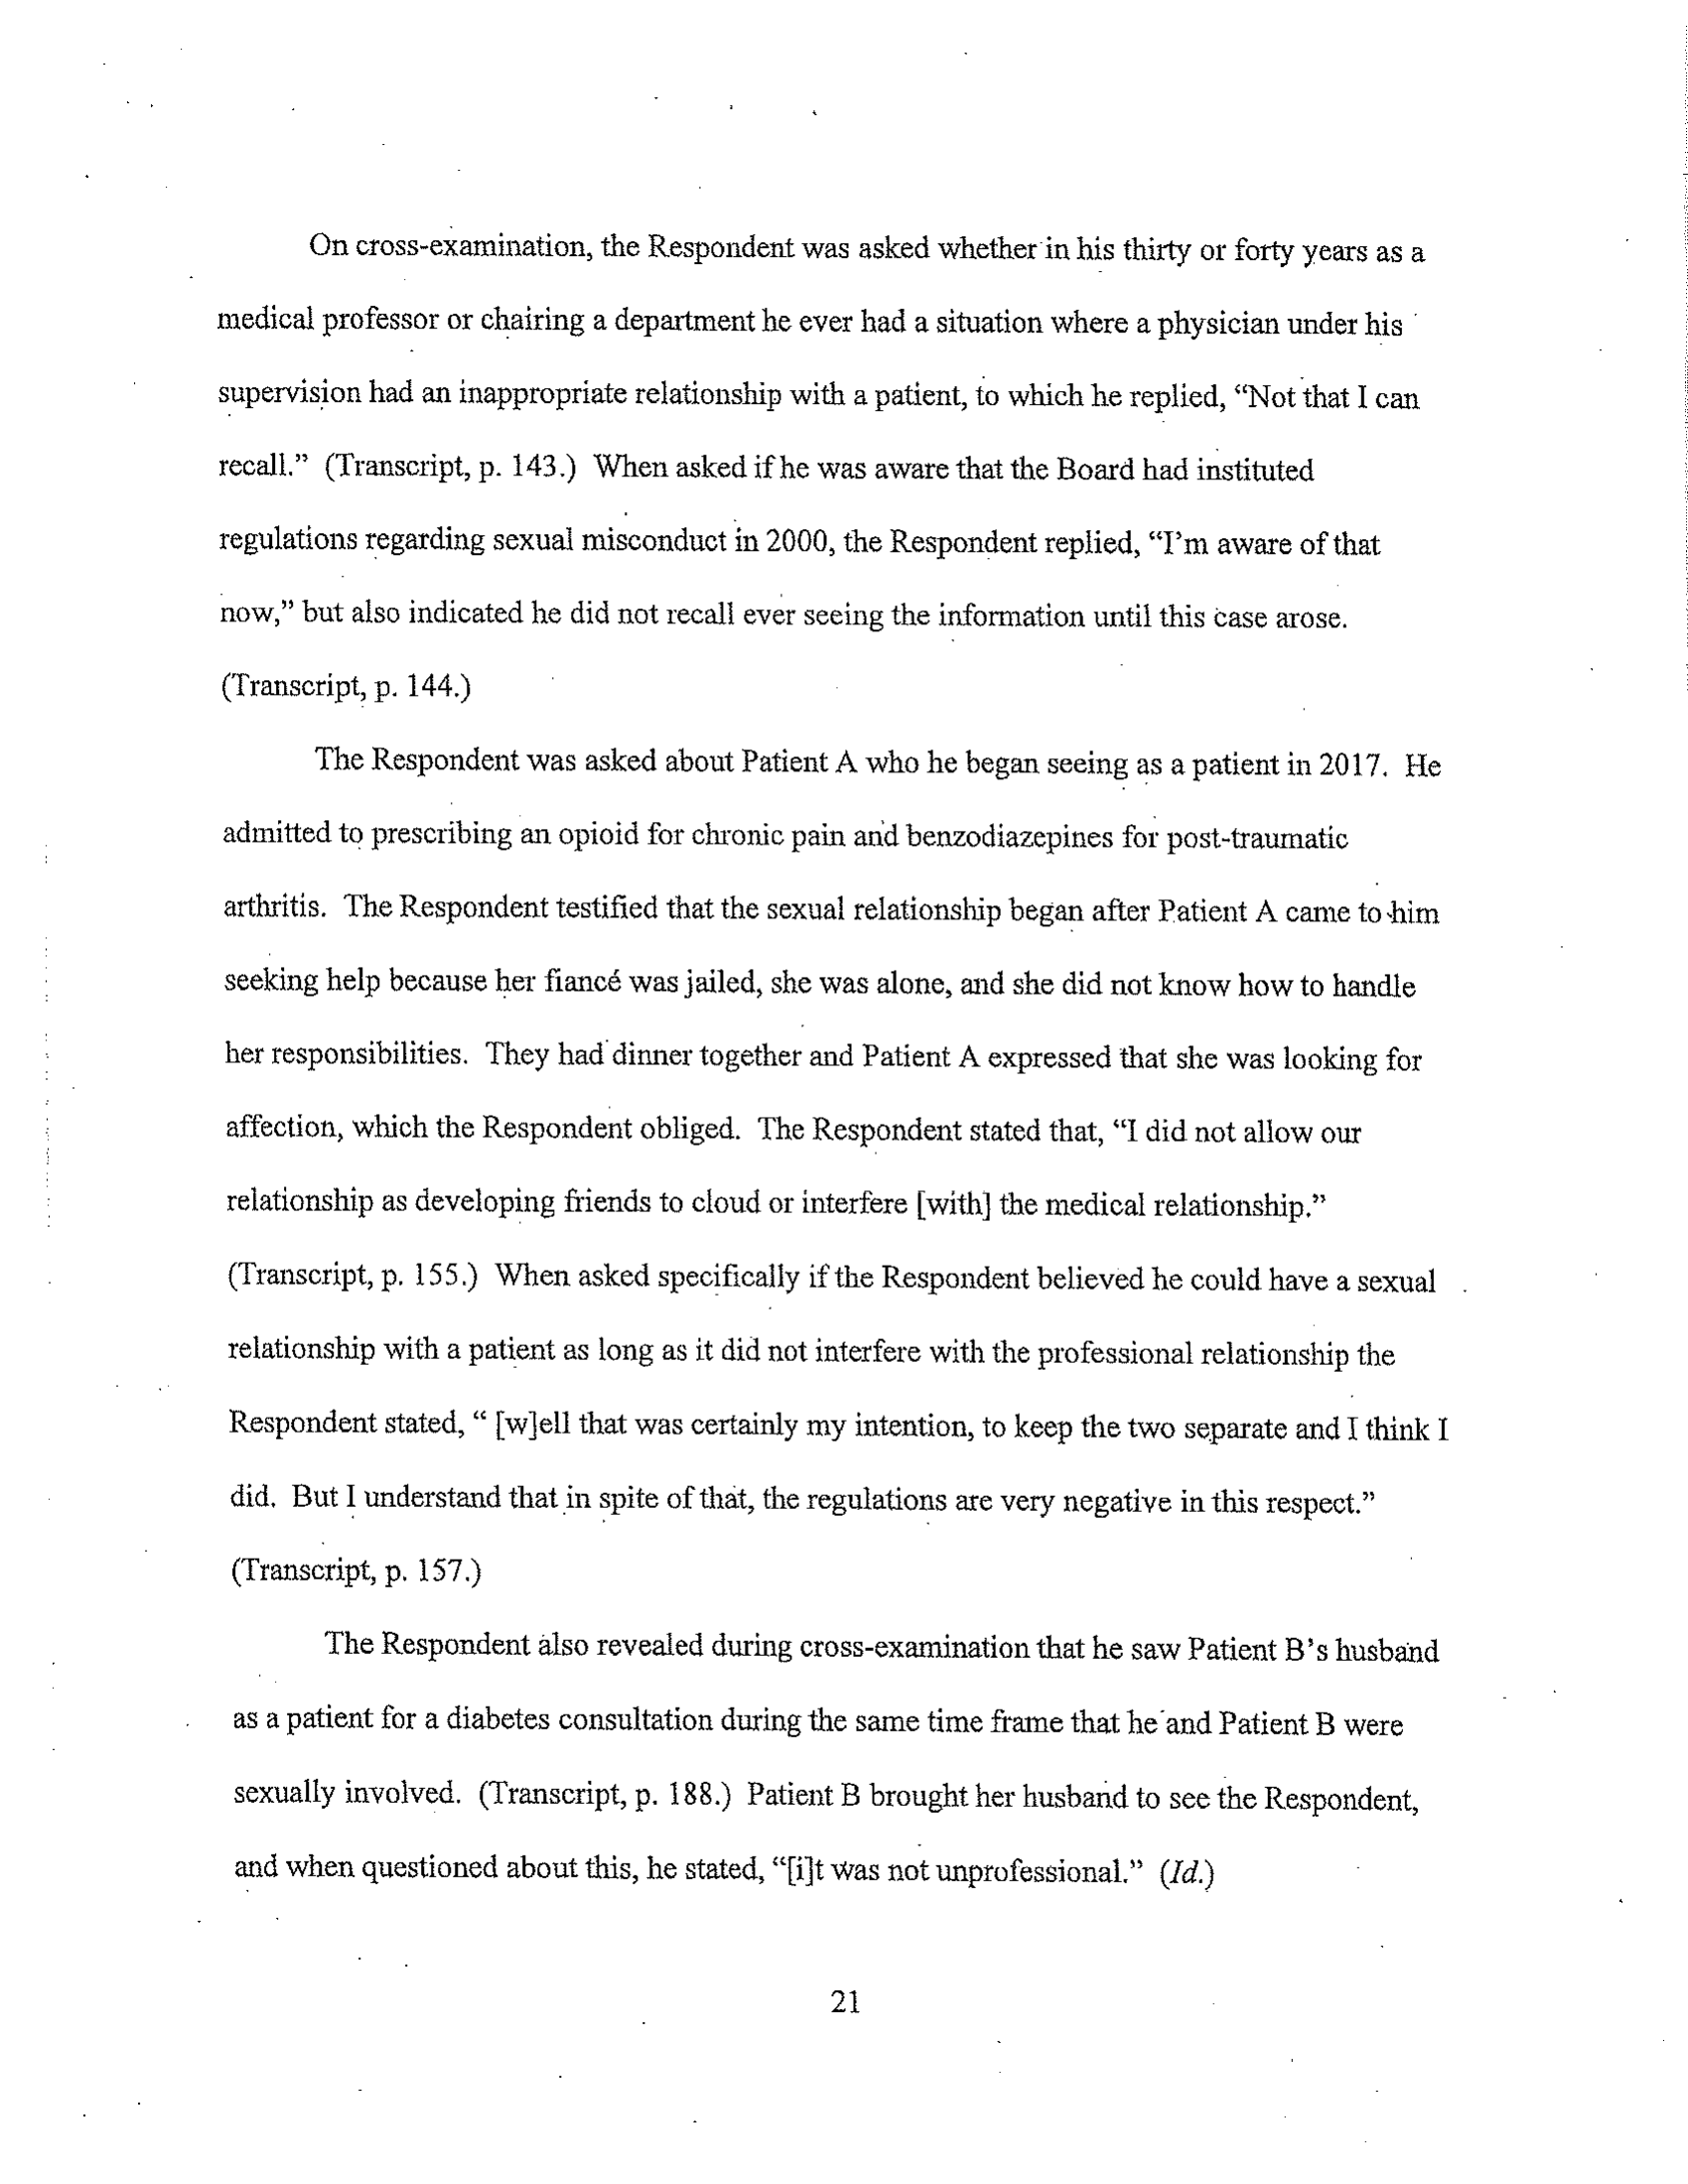 On cross-examination, the Respondent was asked whether in his thirty or forty years as a
medical professor or chairing a department he ever had a situation where a physician under his
supervision had an inappropriate relationship with a patient, to which he replied, “Not that I can
recall.” (Transcript, p. 143.) When asked if he was aware that the Board had instituted
regulations regarding sexual misconduct in 2000, the Respondent replied, “I’m aware of that
now,” but also indicated he did not recall ever seeing the information until this case arose.
(Transcript, p. 144.)
The Respondent was asked about Patient A who he began seeing as a patient in 2017. He
admitted to prescribing an opioid for chronic pain and benzodiazepines for post-traumatic
arthritis. The Respondent testified that the sexual relationship began after Patient A came to him
seeking help because her fiancé was jailed, she was alone, and she did not know how to handle
her responsibilities. They had dinner together and Patient A expressed that she was looking for
affection, which the Respondent obliged. The Respondent stated that, “I did not allow our
relationship as developing friends to cloud or interfere [with] the medical relationship.”
(Transcript, p. 155.) When asked specifically if the Respondent believed he could have a sexual
relationship with a patient as long as it did not interfere with the professional relationship the
Respondent stated, “ [w]ell that was certainly my intention, to keep the two separate and I think I
did. But I understand that in spite of that, the regulations are very negative in this respect.”
(Transcript, p. 157.)
The Respondent also revealed during cross-examination that he saw Patient B’s husband
as a patient for a diabetes consultation during the same time frame that he and Patient B were
sexually involved. (Transcript, p. 188.) Patient B brought her husband to see the Respondent,
and when questioned about this, he stated, “[i]t was not unprofessional.” (Id.)
21